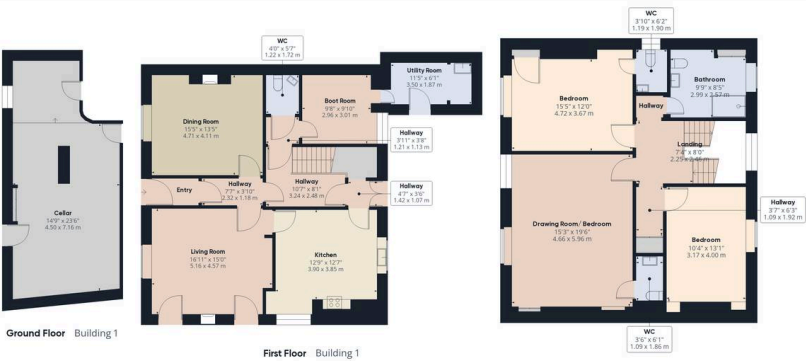 Cellar
14'09" x 23'6"
4.50 x 7.16 m
Ground Floor Building 1
WC
4'0" x 5'7"
1.22 x 1.72 m
Dining Room
15'5" x 13'5"
4.71 x 4.11 m
Boot Room
9'8" x 9'10"
2.96 x 3.01 m
Utility Room
11'5" x 6'1"
3.50 x 1.87 m
Hallway
3'11" x 3'8"
1.21 x 1.13 m
Entry
Hallway
7'7" x 3'10"
2.32 x 1.18 m
Hallway
10'7" x 8'1"
3.24 x 2.48 m
Hallway
4'7" x 3'6"
1.42 x 1.07 m
Living Room
16'11" x 15'0"
5.16 x 4.57 m
Kitchen
12'9" x 12'7"
3.90 x 3.85 m
First Floor Building 1
WC
3'10" x 6'2"
1.19 x 1.90 m
Bedroom
15'5" x 12'0"
4.72 x 3.67 m
Bathroom
9'9" x 8'5"
2.99 x 2.57 m
Hallway
Landing
7'4" x 8'0"
2.25 x 2.46 m
Drawing Room / Bedroom
15'3" x 19'6"
4.66 x 5.96 m
Hallway
3'7" x 6'3"
1.09 x 1.92 m
Bedroom
10'4" x 13'1"
3.17 x 4.00 m
WC
3'6" x 6'1"
1.09 x 1.86 m